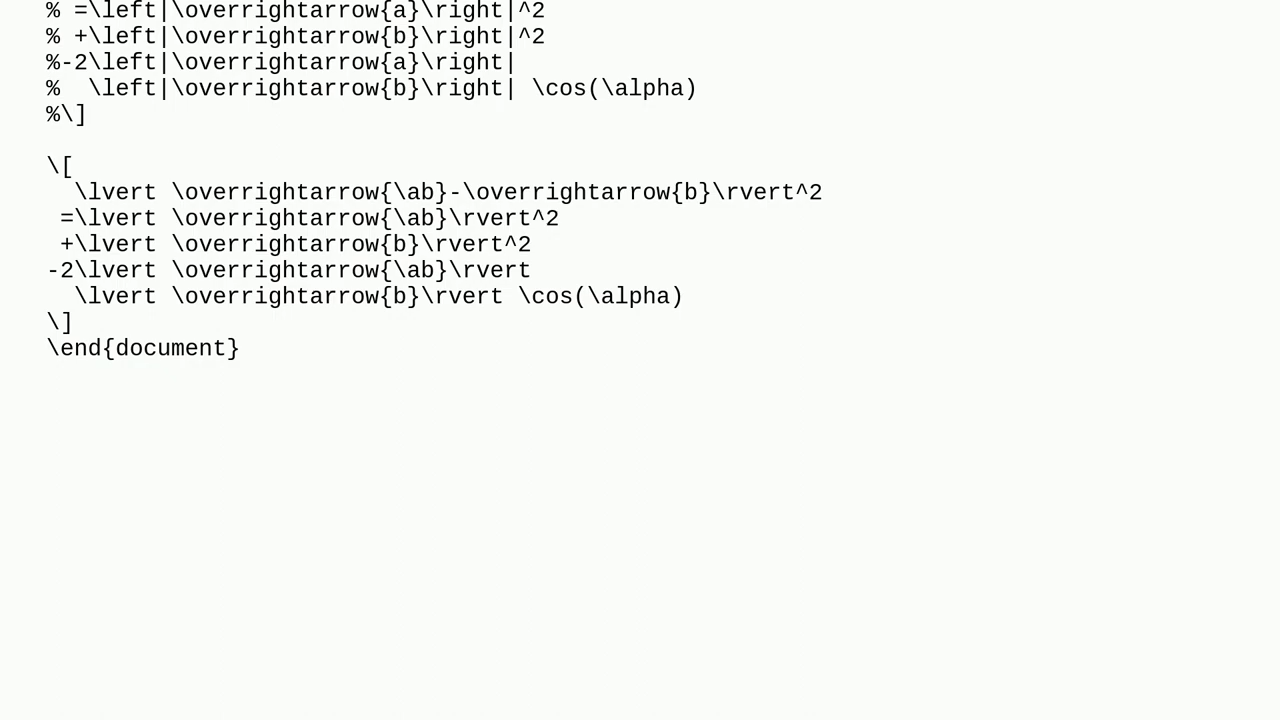 % =\left|\overrightarrow{a}\right|^2
% +\left|\overrightarrow{b}\right|^2
%-2\left|\overrightarrow{a}\right|
%  \left|\overrightarrow{b}\right| \cos(\alpha)
%\]

\[
  \lvert \overrightarrow{\ab}-\overrightarrow{b}\rvert^2
 =\lvert \overrightarrow{\ab}\rvert^2
 +\lvert \overrightarrow{b}\rvert^2
-2\lvert \overrightarrow{\ab}\rvert
  \lvert \overrightarrow{b}\rvert \cos(\alpha)
\]
\end{document}